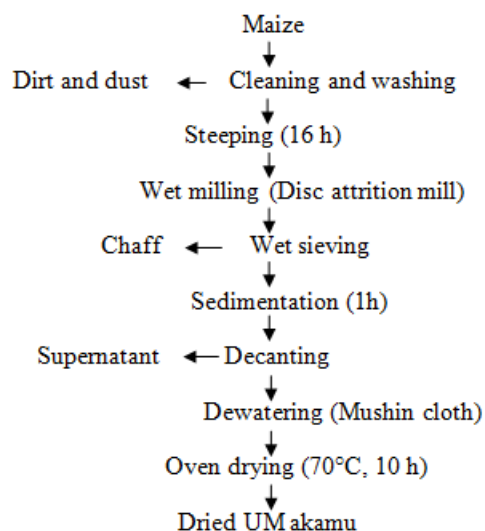 Maize
Dirt and dust Cleaning and washing
Steeping (16 h)
Wet milling (Disc attrition mill)
Chaff Wet sieving
Sedimentation (1h)
Supernatant Decanting
Dewatering (Mushin cloth)
Oven drying (70°C, 10 h)
Dried UM akamu